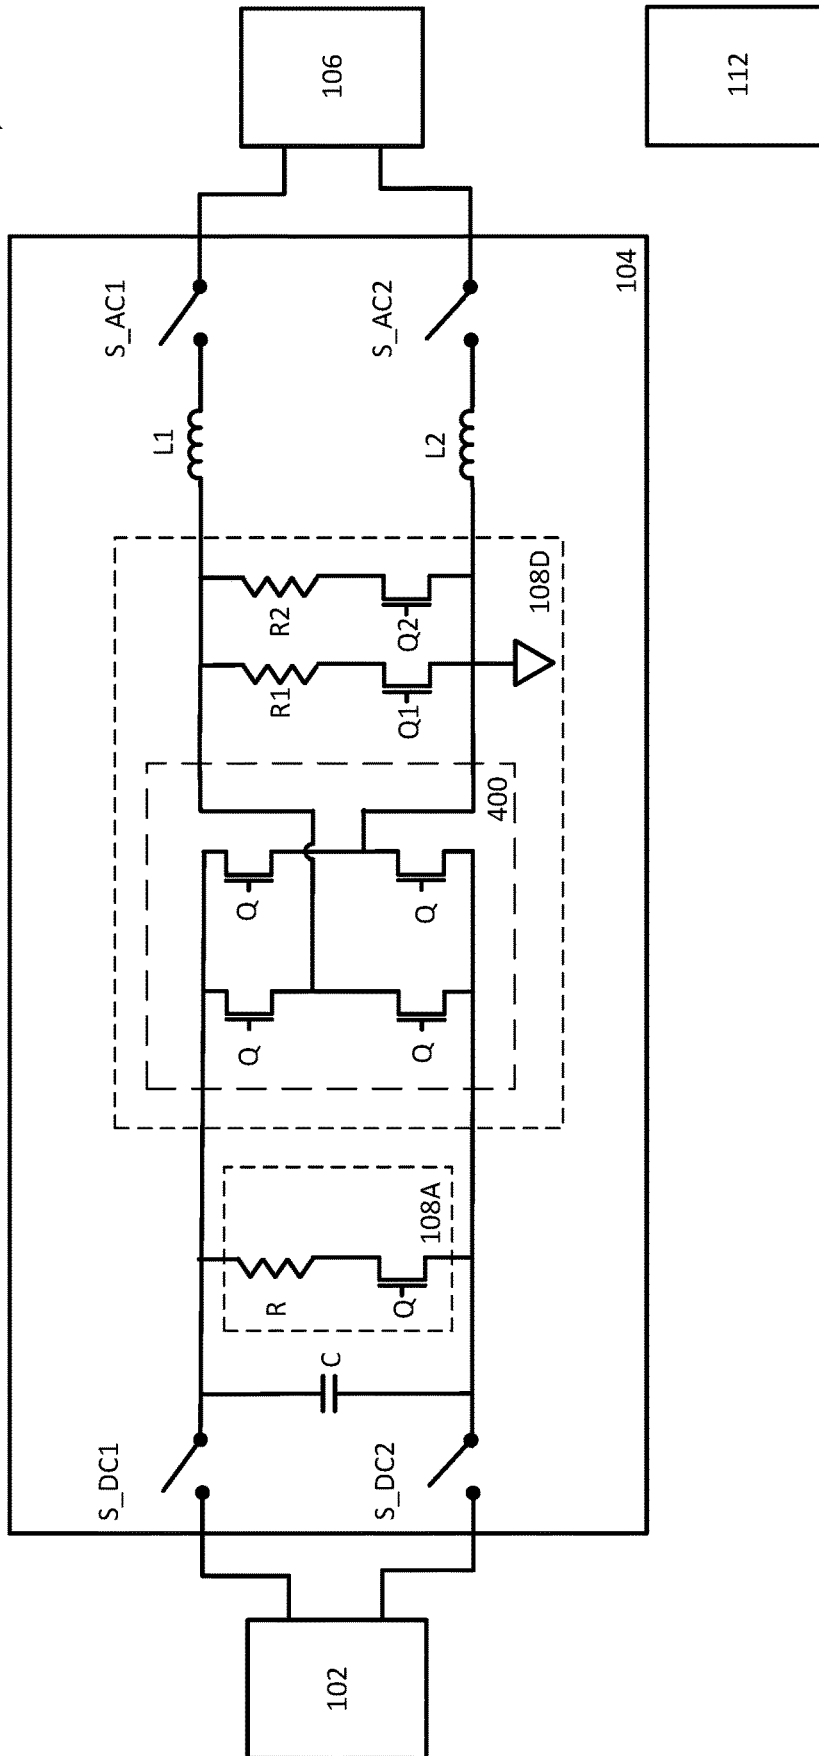 102
S_DC1
S_DC2
C
R
Q
108A
Q
Q
Q
Q
400
R1
Q1
R2
Q2
108D
L1
L2
S_AC1
S_AC2
104
106
112